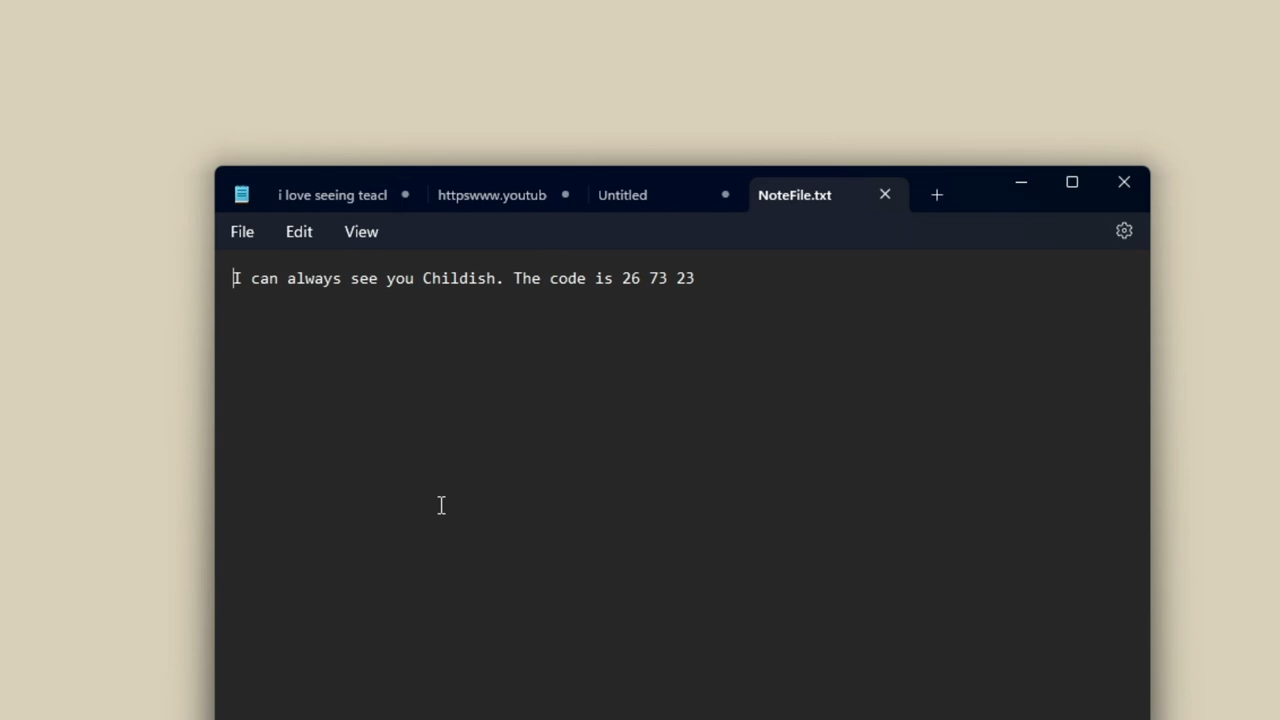 i love seeing teacl
httpswww.youtub
Untitled
NoteFile.txt
File Edit View
I can always see you Childish. The code is 26 73 23